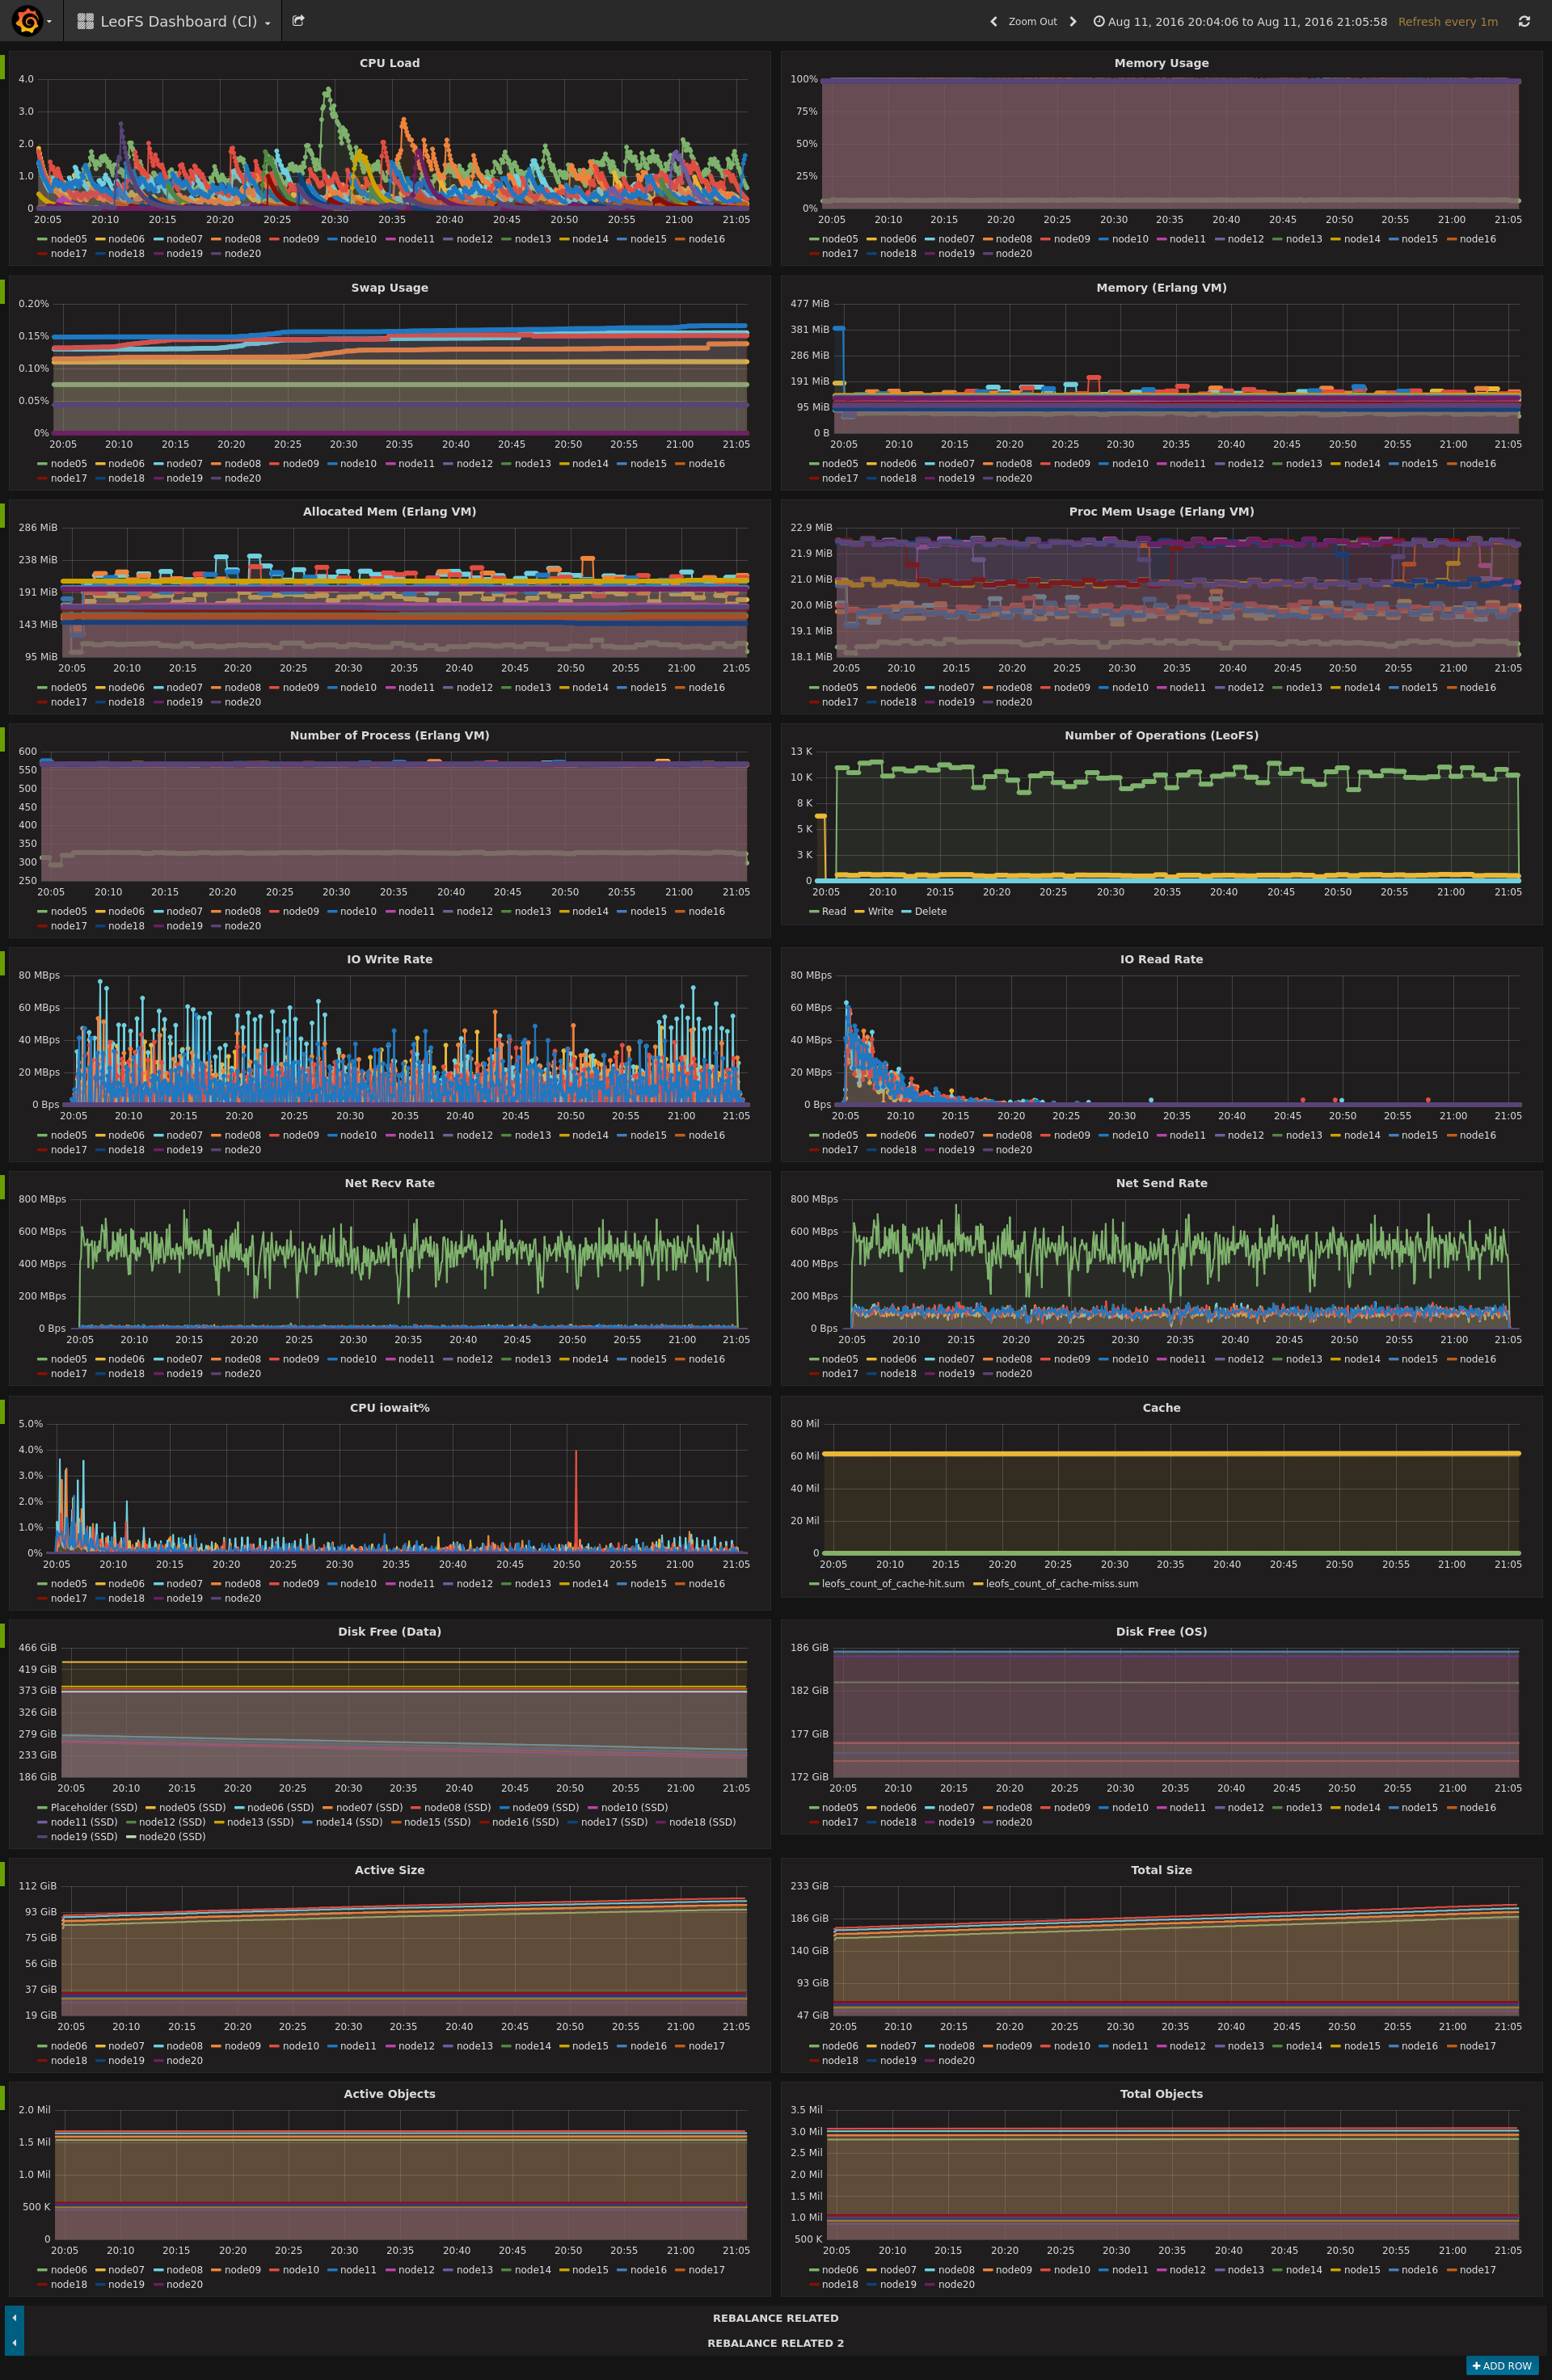 LeoFS Dashboard (CI)
Zoom Out
Aug 11, 2016 20:04:06 to Aug 11, 2016 21:05:58 Refresh every 1m
CPU Load
4.0
3.0
2.0
1.0
0
20:05 20:10 20:15 20:20 20:25 20:30 20:35 20:40 20:45 20:50 20:55 21:00 21:05
node05 node06 node07 node08 node09 node10 node11 node12 node13 node14 node15 node16
node17 node18 node19 node20
Memory Usage
100%
75%
50%
25%
0%
20:05 20:10 20:15 20:20 20:25 20:30 20:35 20:40 20:45 20:50 20:55 21:00 21:05
node05 node06 node07 node08 node09 node10 node11 node12 node13 node14 node15 node16
node17 node18 node19 node20
Swap Usage
0.20%
0.15%
0.10%
0.05%
0%
20:05 20:10 20:15 20:20 20:25 20:30 20:35 20:40 20:45 20:50 20:55 21:00 21:05
node05 node06 node07 node08 node09 node10 node11 node12 node13 node14 node15 node16
node17 node18 node19 node20
Memory (Erlang VM)
477 MiB
381 MiB
286 MiB
191 MiB
95 MiB
0 B
20:05 20:10 20:15 20:20 20:25 20:30 20:35 20:40 20:45 20:50 20:55 21:00 21:05
node05 node06 node07 node08 node09 node10 node11 node12 node13 node14 node15 node16
node17 node18 node19 node20
Allocated Mem (Erlang VM)
286 MiB
238 MiB
191 MiB
143 MiB
95 MiB
20:05 20:10 20:15 20:20 20:25 20:30 20:35 20:40 20:45 20:50 20:55 21:00 21:05
node05 node06 node07 node08 node09 node10 node11 node12 node13 node14 node15 node16
node17 node18 node19 node20
Proc Mem Usage (Erlang VM)
22.9 MiB
21.9 MiB
21.0 MiB
20.0 MiB
19.1 MiB
18.1 MiB
20:05 20:10 20:15 20:20 20:25 20:30 20:35 20:40 20:45 20:50 20:55 21:00 21:05
node05 node06 node07 node08 node09 node10 node11 node12 node13 node14 node15 node16
node17 node18 node19 node20
Number of Process (Erlang VM)
600
550
500
450
400
350
300
250
20:05 20:10 20:15 20:20 20:25 20:30 20:35 20:40 20:45 20:50 20:55 21:00 21:05
node05 node06 node07 node08 node09 node10 node11 node12 node13 node14 node15 node16
node17 node18 node19 node20
Number of Operations (LeoFS)
13 K
10 K
8 K
5 K
3 K
0
20:05 20:10 20:15 20:20 20:25 20:30 20:35 20:40 20:45 20:50 20:55 21:00 21:05
Read Write Delete
IO Write Rate
80 MBps
60 MBps
40 MBps
20 MBps
0 Bps
20:05 20:10 20:15 20:20 20:25 20:30 20:35 20:40 20:45 20:50 20:55 21:00 21:05
node05 node06 node07 node08 node09 node10 node11 node12 node13 node14 node15 node16
node17 node18 node19 node20
IO Read Rate
80 MBps
60 MBps
40 MBps
20 MBps
0 Bps
20:05 20:10 20:15 20:20 20:25 20:30 20:35 20:40 20:45 20:50 20:55 21:00 21:05
node05 node06 node07 node08 node09 node10 node11 node12 node13 node14 node15 node16
node17 node18 node19 node20
Net Recv Rate
800 MBps
600 MBps
400 MBps
200 MBps
0 Bps
20:05 20:10 20:15 20:20 20:25 20:30 20:35 20:40 20:45 20:50 20:55 21:00 21:05
node05 node06 node07 node08 node09 node10 node11 node12 node13 node14 node15 node16
node17 node18 node19 node20
Net Send Rate
800 MBps
600 MBps
400 MBps
200 MBps
0 Bps
20:05 20:10 20:15 20:20 20:25 20:30 20:35 20:40 20:45 20:50 20:55 21:00 21:05
node05 node06 node07 node08 node09 node10 node11 node12 node13 node14 node15 node16
node17 node18 node19 node20
CPU iowait%
5.0%
4.0%
3.0%
2.0%
1.0%
0%
20:05 20:10 20:15 20:20 20:25 20:30 20:35 20:40 20:45 20:50 20:55 21:00 21:05
node05 node06 node07 node08 node09 node10 node11 node12 node13 node14 node15 node16
node17 node18 node19 node20
Cache
80 Mil
60 Mil
40 Mil
20 Mil
0
20:05 20:10 20:15 20:20 20:25 20:30 20:35 20:40 20:45 20:50 20:55 21:00 21:05
leofs_count_of_cache-hit.sum leofs_count_of_cache-miss.sum
Disk Free (Data)
466 GiB
419 GiB
373 GiB
326 GiB
279 GiB
233 GiB
186 GiB
20:05 20:10 20:15 20:20 20:25 20:30 20:35 20:40 20:45 20:50 20:55 21:00 21:05
Placeholder (SSD) node05 (SSD) node06 (SSD) node07 (SSD) node08 (SSD) node09 (SSD) node10 (SSD)
node11 (SSD) node12 (SSD) node13 (SSD) node14 (SSD) node15 (SSD) node16 (SSD) node17 (SSD) node18 (SSD)
node19 (SSD) node20 (SSD)
Disk Free (OS)
186 GiB
182 GiB
177 GiB
172 GiB
20:05 20:10 20:15 20:20 20:25 20:30 20:35 20:40 20:45 20:50 20:55 21:00 21:05
node05 node06 node07 node08 node09 node10 node11 node12 node13 node14 node15 node16
node17 node18 node19 node20
Active Size
112 GiB
93 GiB
75 GiB
56 GiB
37 GiB
19 GiB
20:05 20:10 20:15 20:20 20:25 20:30 20:35 20:40 20:45 20:50 20:55 21:00 21:05
node06 node07 node08 node09 node10 node11 node12 node13 node14 node15 node16 node17
node18 node19 node20
Total Size
233 GiB
186 GiB
140 GiB
93 GiB
47 GiB
20:05 20:10 20:15 20:20 20:25 20:30 20:35 20:40 20:45 20:50 20:55 21:00 21:05
node06 node07 node08 node09 node10 node11 node12 node13 node14 node15 node16 node17
node18 node19 node20
Active Objects
2.0 Mil
1.5 Mil
1.0 Mil
500 K
0
20:05 20:10 20:15 20:20 20:25 20:30 20:35 20:40 20:45 20:50 20:55 21:00 21:05
node06 node07 node08 node09 node10 node11 node12 node13 node14 node15 node16 node17
node18 node19 node20
Total Objects
3.5 Mil
3.0 Mil
2.5 Mil
2.0 Mil
1.5 Mil
1.0 Mil
500 K
20:05 20:10 20:15 20:20 20:25 20:30 20:35 20:40 20:45 20:50 20:55 21:00 21:05
node06 node07 node08 node09 node10 node11 node12 node13 node14 node15 node16 node17
node18 node19 node20
REBALANCE RELATED
REBALANCE RELATED 2
+ ADD ROW